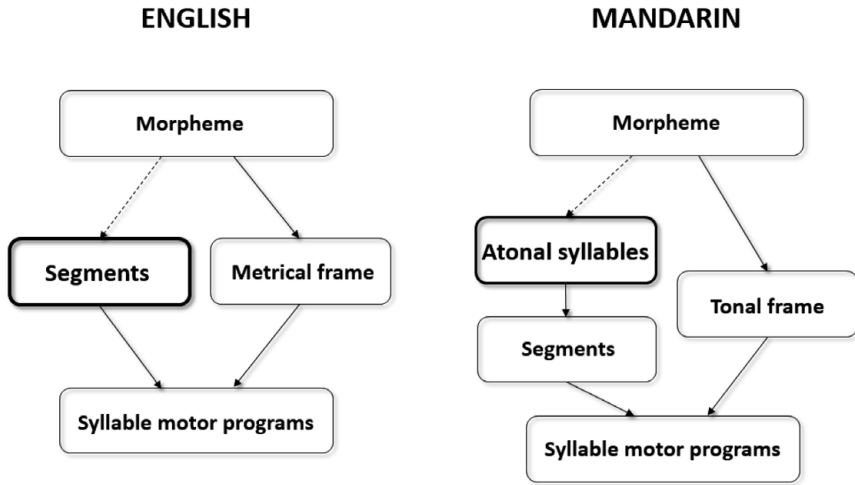 ENGLISH
Morpheme
Segments
Metrical frame
Syllable motor programs
MANDARIN
Morpheme
Atonal syllables
Tonal frame
Segments
Syllable motor programs